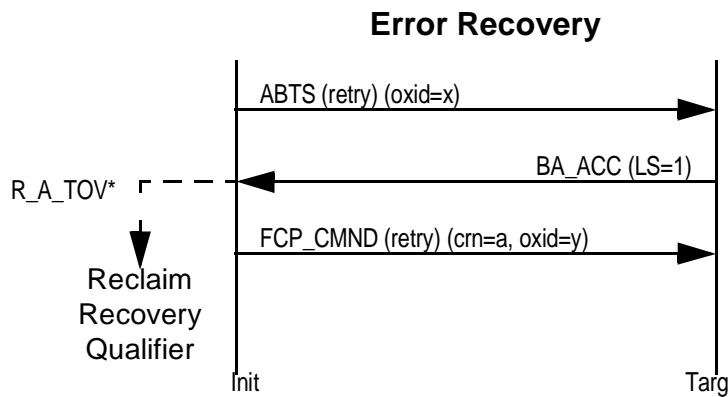 Error Recovery
ABTS (retry) (oxid=x)
BA_ACC (LS=1)
R_A_TOV*
FCP_CMND (retry) (crn=a, oxid=y)
Reclaim
Recovery
Qualifier
Init
Targ